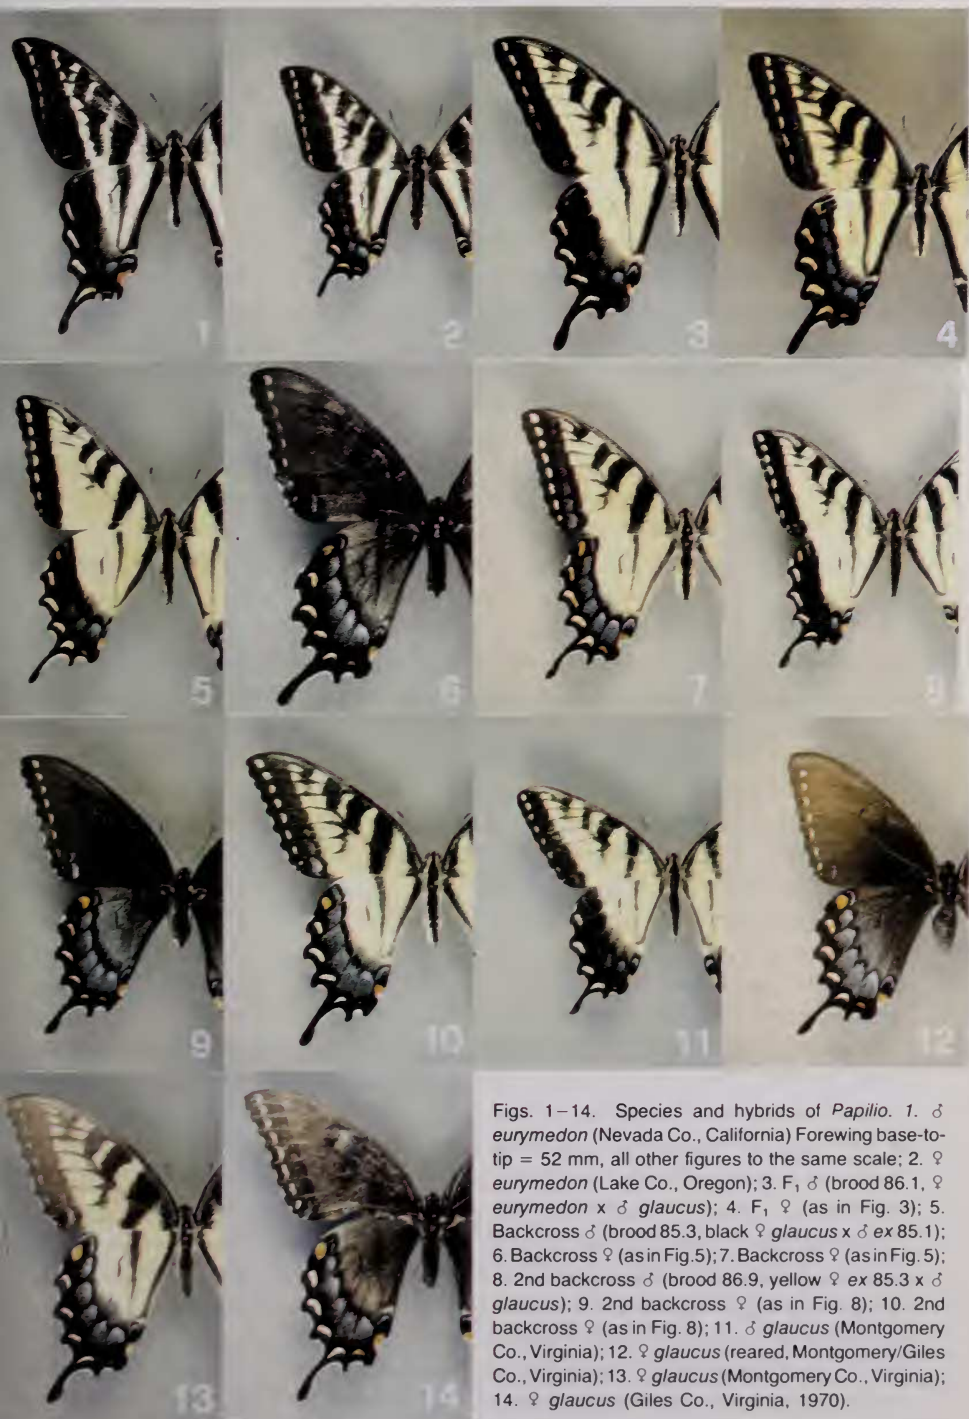 1
2
3
4
5
6
7
8
9
10
11
12
13
14
Figs. 1–14. Species and hybrids of Papilio. 1. ♂
eurymedon (Nevada Co., California) Forewing base-to-
tip = 52 mm, all other figures to the same scale; 2. ♀
eurymedon (Lake Co., Oregon); 3. F₁ ♂ (brood 86.1, ♀
eurymedon x ♂ glaucus); 4. F₁ ♀ (as in Fig. 3); 5.
Backcross ♂ (brood 85.3, black ♀ glaucus x ♂ ex 85.1);
6. Backcross ♀ (as in Fig. 5); 7. Backcross ♀ (as in Fig. 5);
8. 2nd backcross ♂ (brood 86.9, yellow ♀ ex 85.3 x ♂
glaucus); 9. 2nd backcross ♀ (as in Fig. 8); 10. 2nd
backcross ♀ (as in Fig. 8); 11. ♂ glaucus (Montgomery
Co., Virginia); 12. ♀ glaucus (reared, Montgomery/Giles
Co., Virginia); 13. ♀ glaucus (Montgomery Co., Virginia);
14. ♀ glaucus (Giles Co., Virginia, 1970).